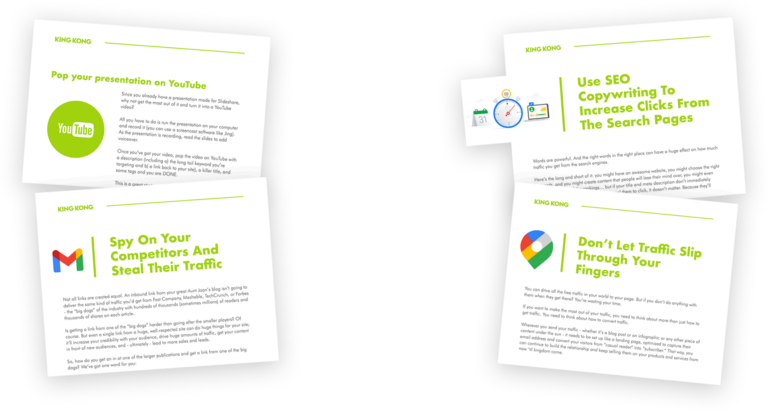 KING KONG
Pop your presentation on YouTube
Since you already have a presentation made for Slideshare,
why not get the most out of it and turn it into a YouTube
video?
All you have to do is run the presentation on your computer
and record it (you can use a screencast software like Jing).
As the presentation is recording, read the slides to add
voiceover.
Once you've got your video, pop the video on YouTube with
a description (including a) the long tail keyword you're
targeting and b) a link back to your site), a killer title, and
some tags and you are DONE.
This is a great
You Tube
KING KONG
Spy On Your
Competitors And
Steal Their Traffic
Not all links are created equal. An inbound link from your great Aunt Joan's blog isn't going to
deliver the same kind of traffic you'd get from Fast Company, Mashable, TechCrunch, or Forbes
- the "big dogs" of the industry with hundreds of thousands (sometimes millions) of readers and
thousands of shares on each article.
Is getting a link from one of the "big dogs" harder than going after the smaller players? Of
course. But even a single link from a huge, well-respected site can do huge things for your site;
it'll increase your credibility with your audience, drive huge amounts of traffic, get your content
in front of new audiences, and - ultimately - lead to more sales and leads.
So, how do you get an in at one of the larger publications and get a link from one of the big
dogs? We've got one word for you:
KING KONG
31
Use SEO
Copywriting To
Increase Clicks From
The Search Pages
Words are powerful. And the right words in the right place can have a huge effect on how much
traffic you get from the search engines.
Here's the long and short of it: you might have an awesome website, you might choose the right
and you might create content that people will lose their mind over, you might even
but if your title and meta description don't immediately
them to click, it doesn't matter. Because they'll
KING KONG
Don't Let Traffic Slip
Through Your
Fingers
You can drive all the free traffic in your world to your page. But if you don't do anything with
them when they get there? You're wasting your time.
If you want to make the most out of your traffic, you need to think about more than just how to
get traffic. You need to think about how to convert traffic.
Wherever you send your traffic - whether it's a blog post or an infographic or any other piece of
content under the sun - it needs to be set up like a landing page, optimized to capture their
email address and convert your visitors from "casual reader" into "subscriber." That way, you
can continue to build the relationship and keep selling them on your products and services from
now 'til kingdom come.